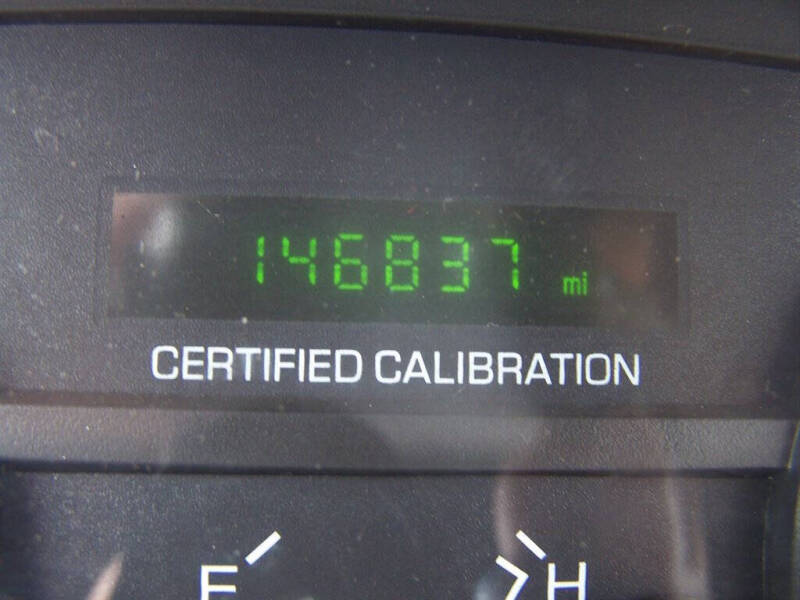 146837 mi
CERTIFIED CALIBRATION
F H